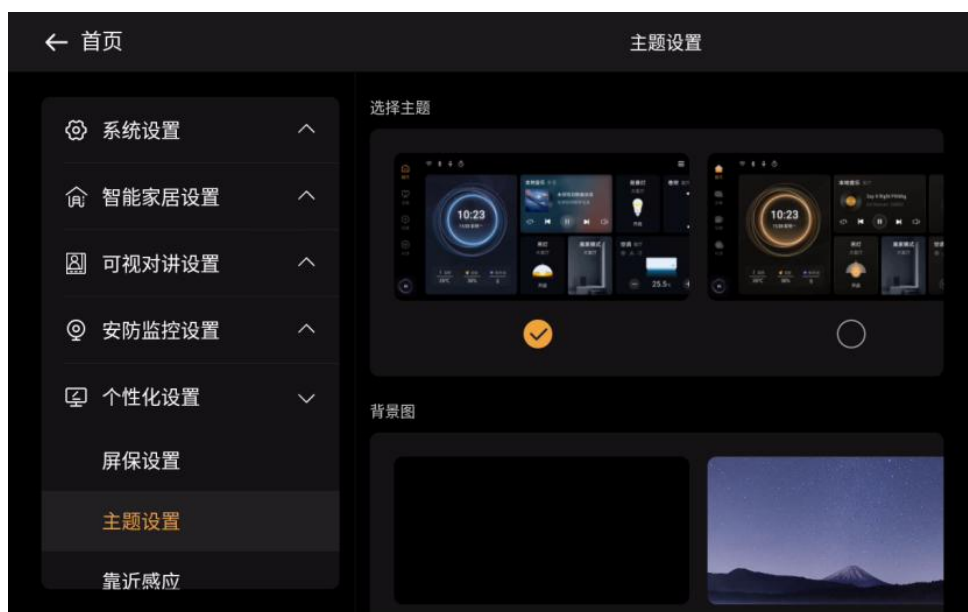 首页
主题设置
系统设置
智能家居设置
可视对讲设置
安防监控设置
个性化设置
屏保设置
主题设置
靠近感应
选择主题
10:23
25.5
10:23
背景图